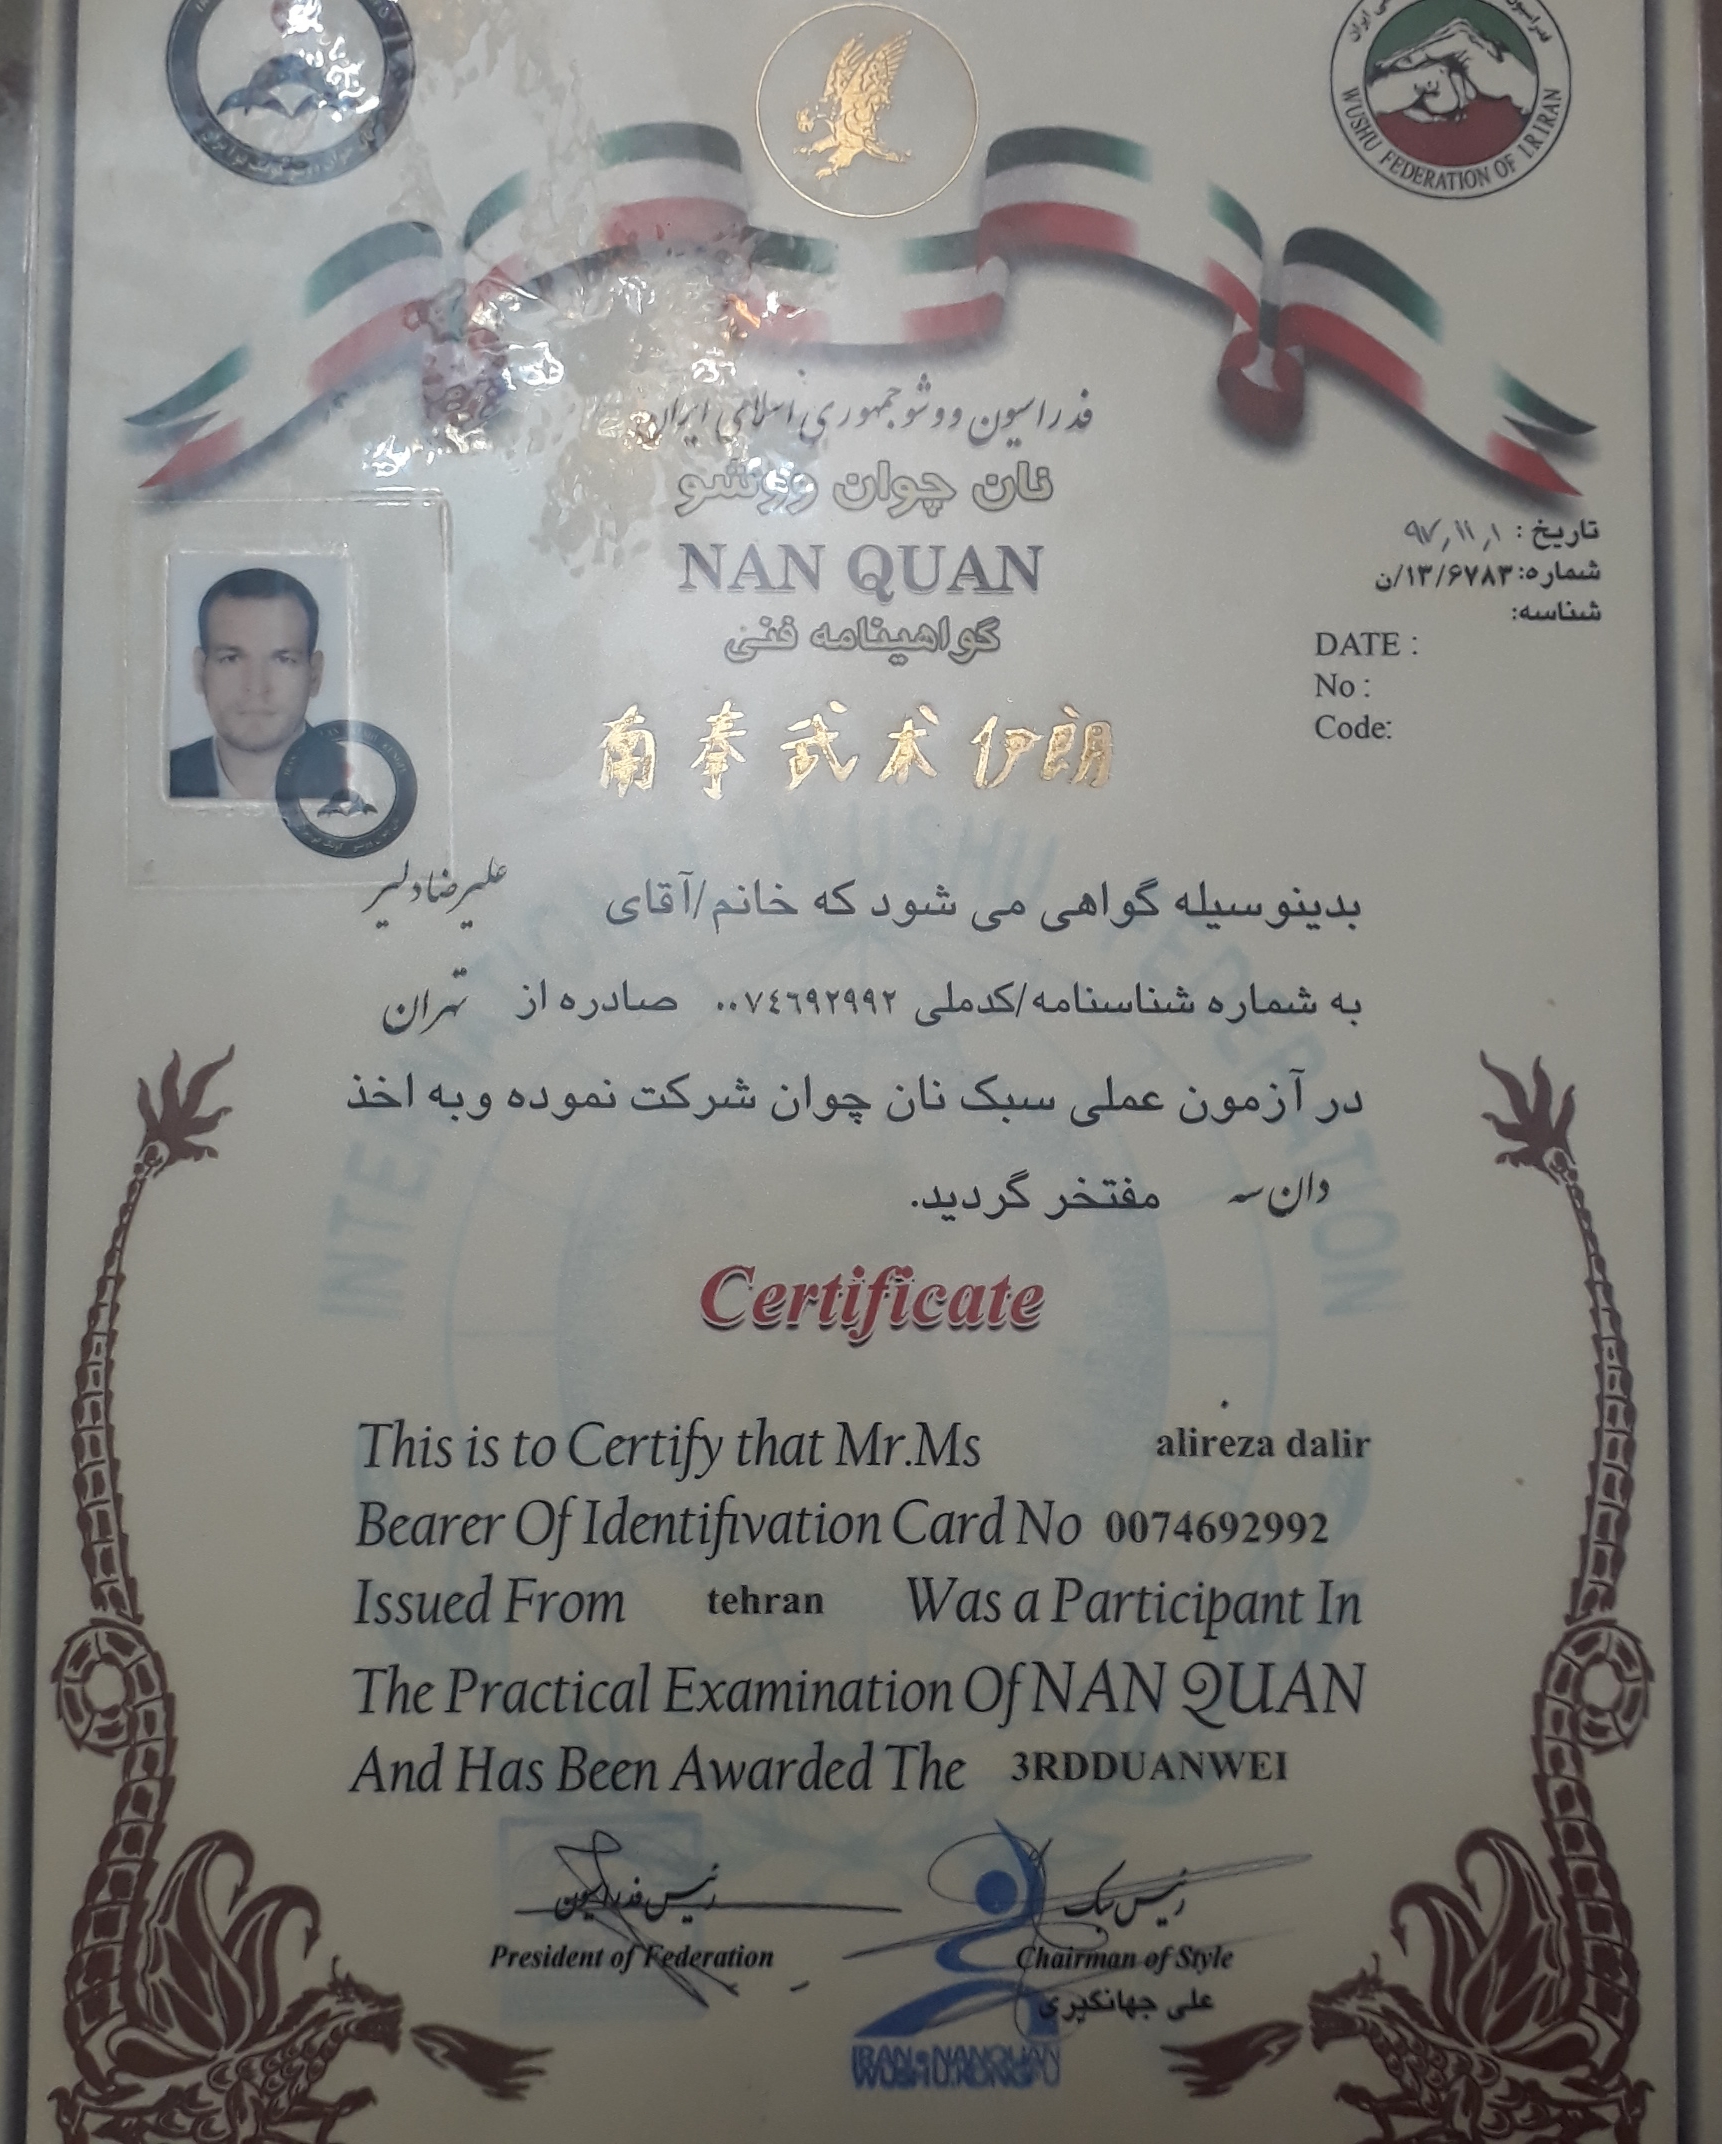 WUSHU FEDERATION OF I.R.IRAN
فدراسیون ووشو جمهوری اسلامی ایران
نان چوان ووشو
NAN QUAN
گواهینامه فنی
南拳武术伊朗
تاریخ : ۹۷٫۱۱٫۱
شماره: ۱۳/۶۷۸۳/ن
شناسه:
DATE :
No :
Code:
INTERNATIONAL WUSHU FEDERATION
بدینوسیله گواهی می شود که خانم/آقای علیرضا دلیر
به شماره شناسنامه/کدملی ۰۰۷٤٦۹۲۹۹۲ صادره از تهران
در آزمون عملی سبک نان چوان شرکت نموده وبه اخذ
دان سه مفتخر گردید.
Certificate
This is to Certify that Mr.Ms alireza dalir
Bearer Of Identifivation Card No 0074692992
Issued From tehran Was a Participant In
The Practical Examination Of NAN QUAN
And Has Been Awarded The 3RDDUANWEI
رئیس فدراسیون رئیس سبک
President of Federation Chairman of Style
علی جهانگیری
IRAN NANQUAN